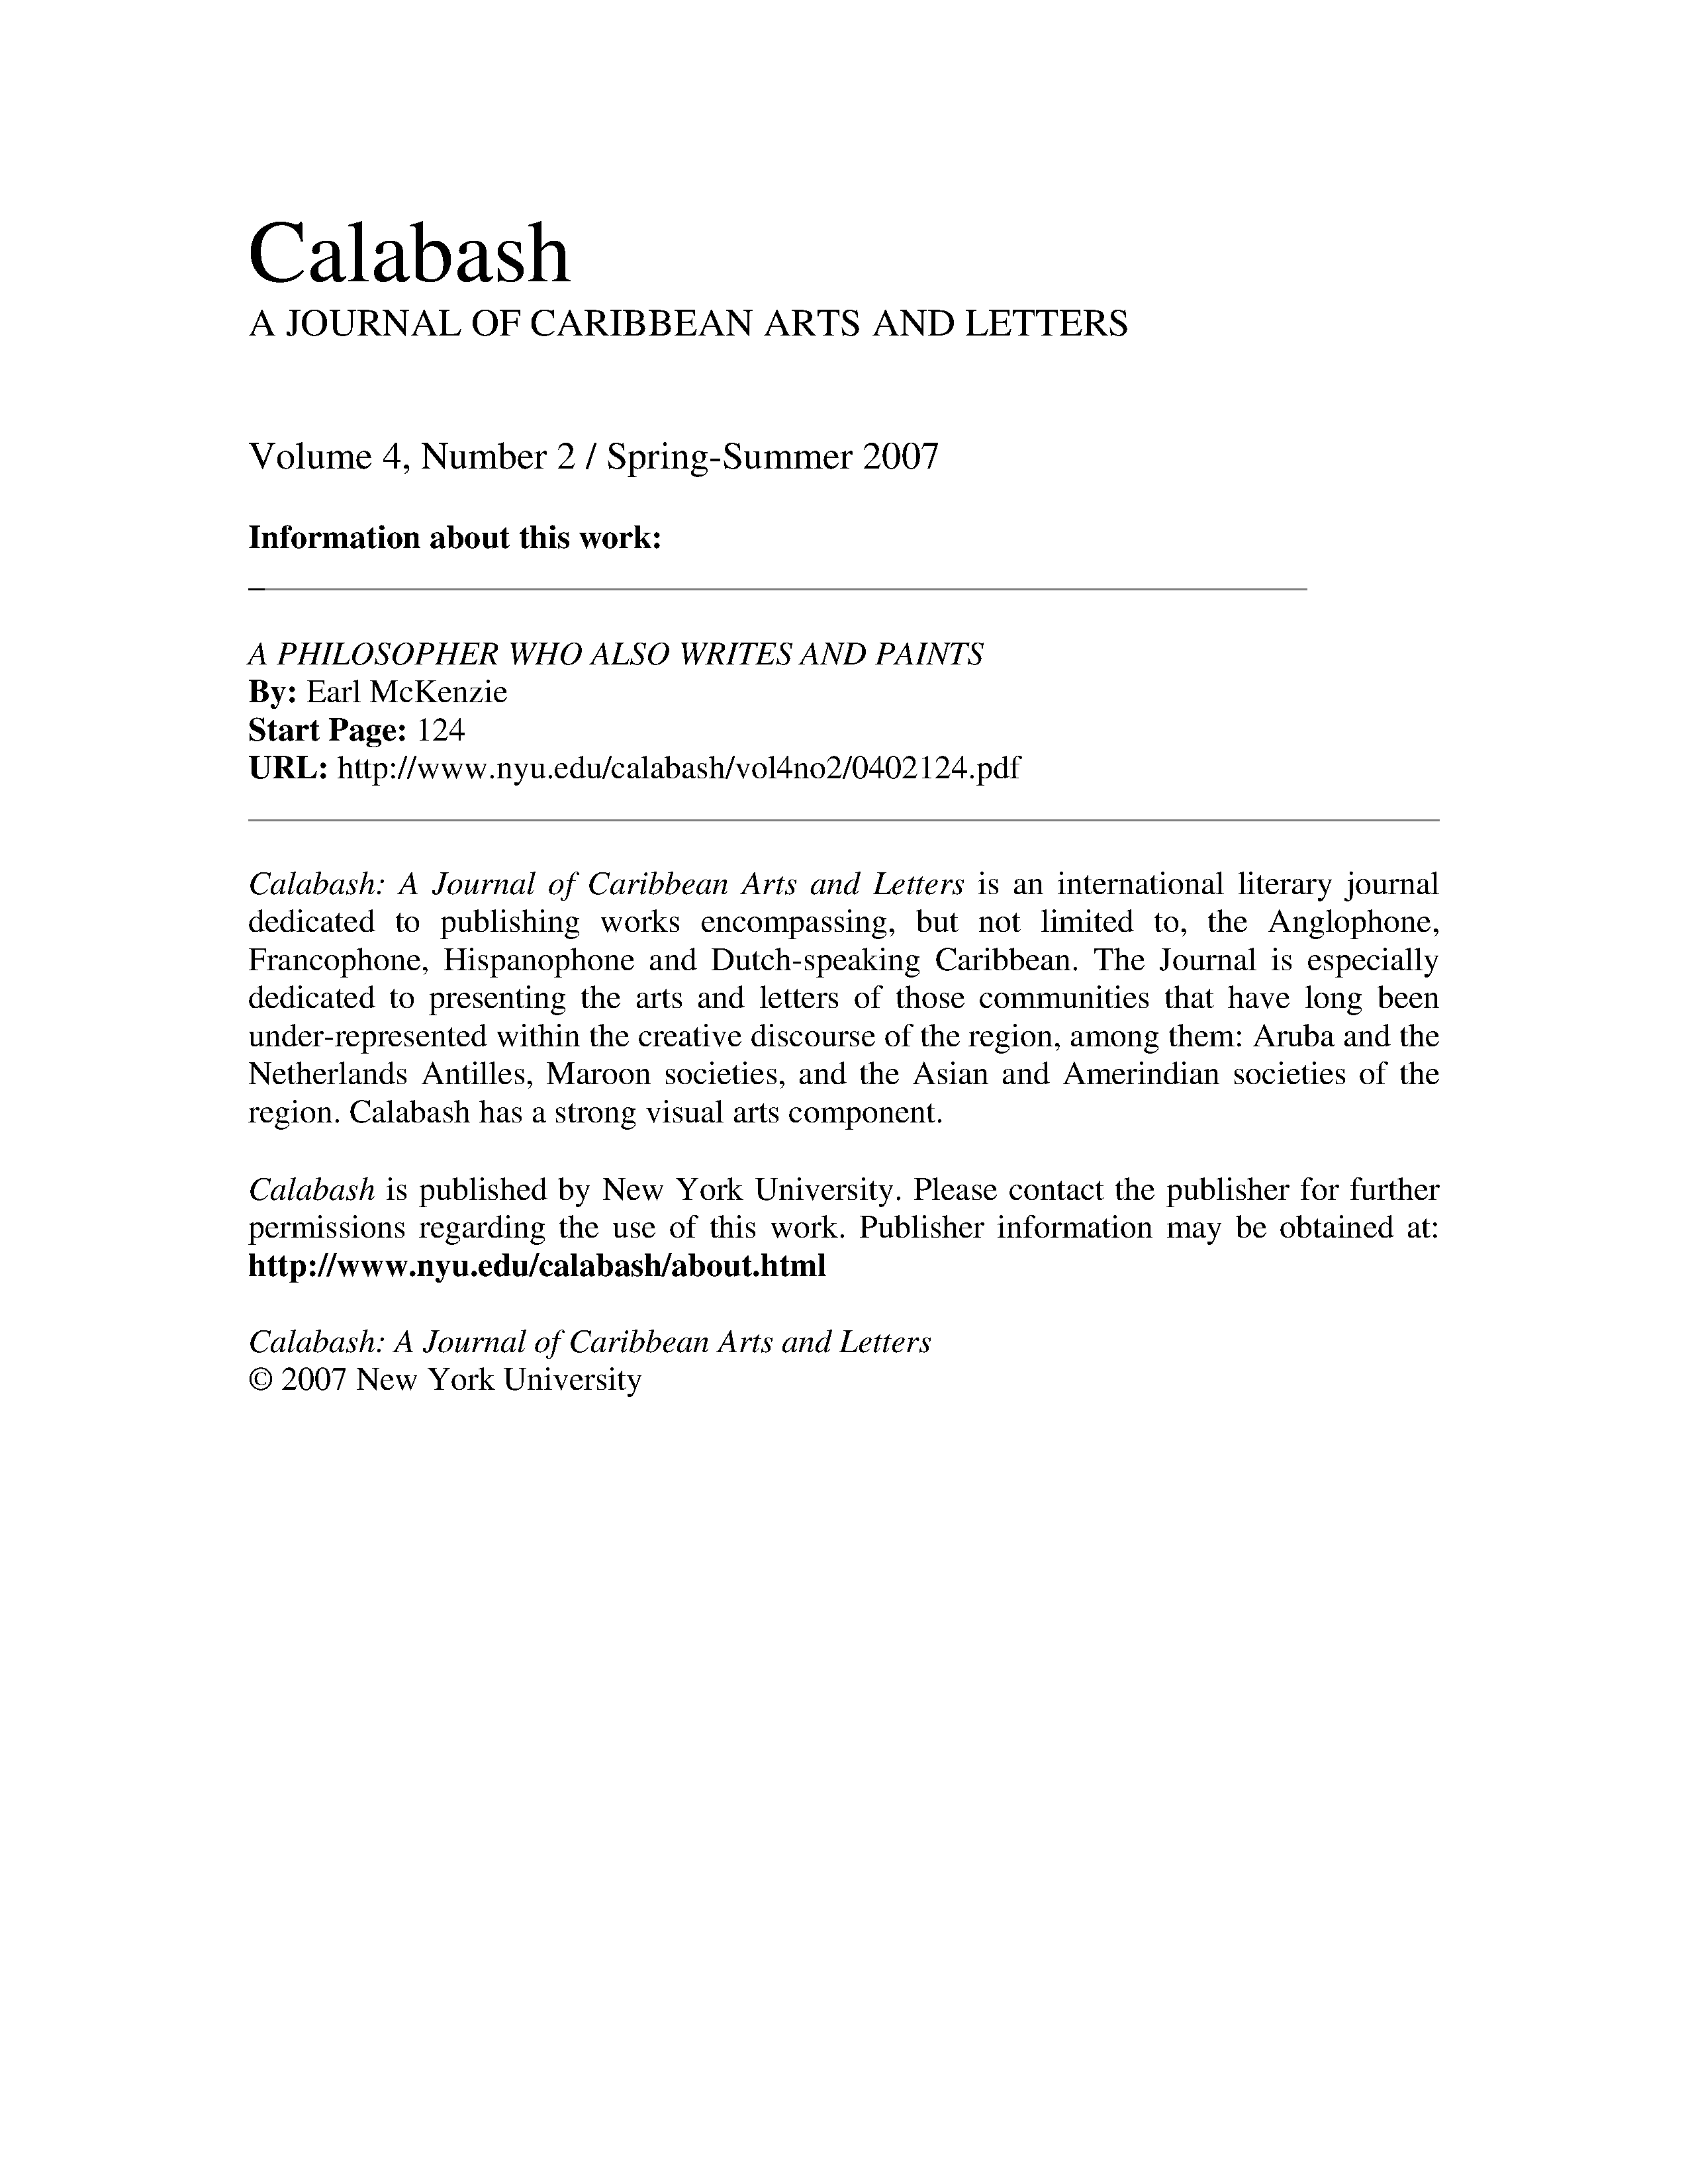 Calabash
A JOURNAL OF CARIBBEAN ARTS AND LETTERS
Volume 4, Number 2 / Spring-Summer 2007
Information about this work:
A PHILOSOPHER WHO ALSO WRITES AND PAINTS
By: Earl McKenzie
Start Page: 124
URL: http://www.nyu.edu/calabash/vol4no2/0402124.pdf
Calabash: A Journal of Caribbean Arts and Letters is an international literary journal
dedicated to publishing works encompassing, but not limited to, the Anglophone,
Francophone, Hispanophone and Dutch-speaking Caribbean. The Journal is especially
dedicated to presenting the arts and letters of those communities that have long been
under-represented within the creative discourse of the region, among them: Aruba and the
Netherlands Antilles, Maroon societies, and the Asian and Amerindian societies of the
region. Calabash has a strong visual arts component.
Calabash is published by New York University. Please contact the publisher for further
permissions regarding the use of this work. Publisher information may be obtained at:
http://www.nyu.edu/calabash/about.html
Calabash: A Journal of Caribbean Arts and Letters
© 2007 New York University